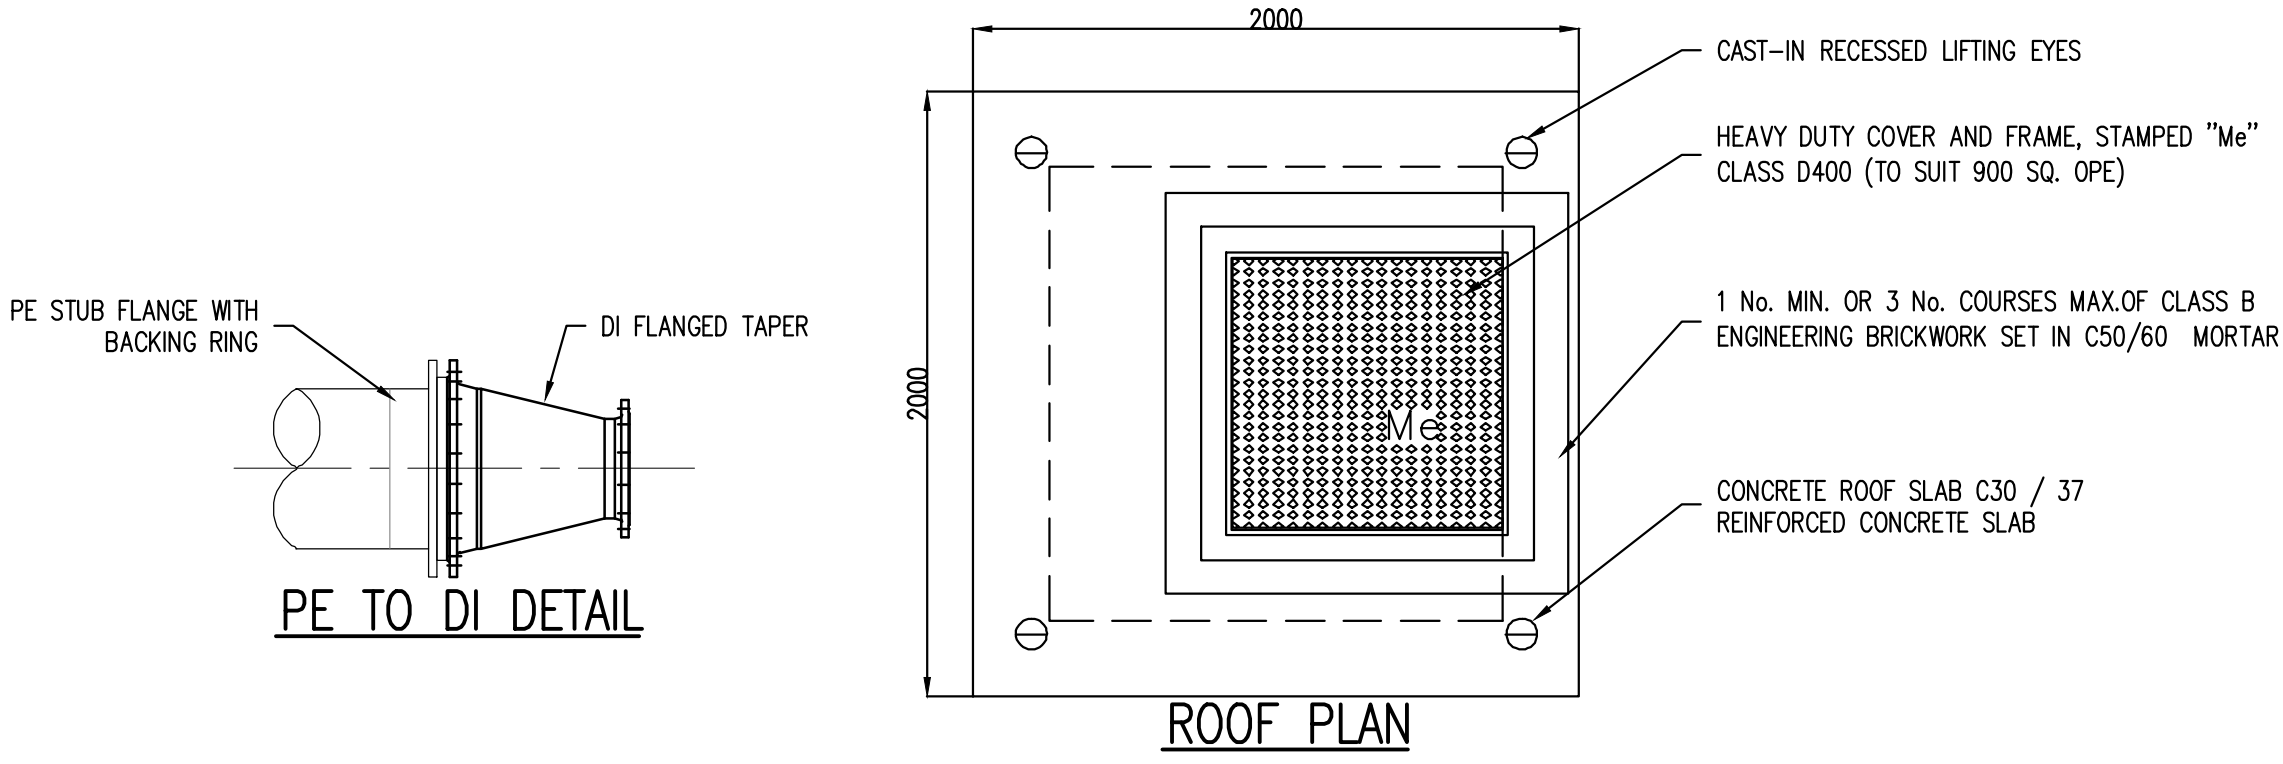 PE STUB FLANGE WITH
BACKING RING
DI FLANGED TAPER
PE TO DI DETAIL
2000
2000
CAST-IN RECESSED LIFTING EYES
HEAVY DUTY COVER AND FRAME, STAMPED "Me"
CLASS D400 (TO SUIT 900 SQ. OPE)
1 No. MIN. OR 3 No. COURSES MAX.OF CLASS B
ENGINEERING BRICKWORK SET IN C50/60 MORTAR
Me
CONCRETE ROOF SLAB C30 / 37
REINFORCED CONCRETE SLAB
ROOF PLAN